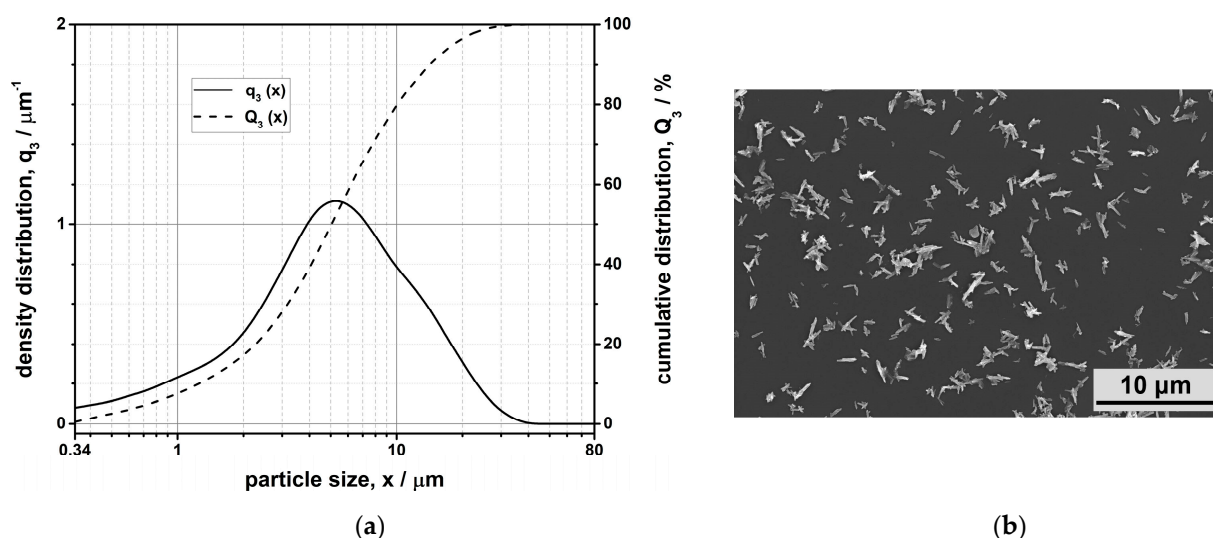 density distribution, q₃ / μm⁻¹
2
1
0
q₃ (x)
Q₃ (x)
100
80
60
40
20
0
cumulative distribution, Q₃ / %
0.34
1
10
80
particle size, x / μm
(a)
10 μm
(b)